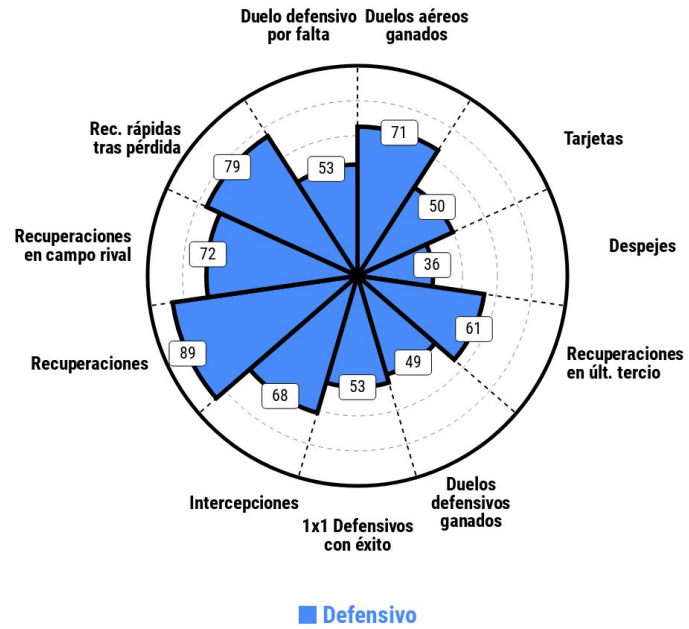 Duelo defensivo
por falta
Duelos aéreos
ganados
Tarjetas
Despejes
Recuperaciones
en últ. tercio
Duelos
defensivos
ganados
1x1 Defensivos
con éxito
Intercepciones
Recuperaciones
Recuperaciones
en campo rival
Rec. rápidas
tras pérdida
53
71
50
36
61
49
53
68
89
72
79
Defensivo